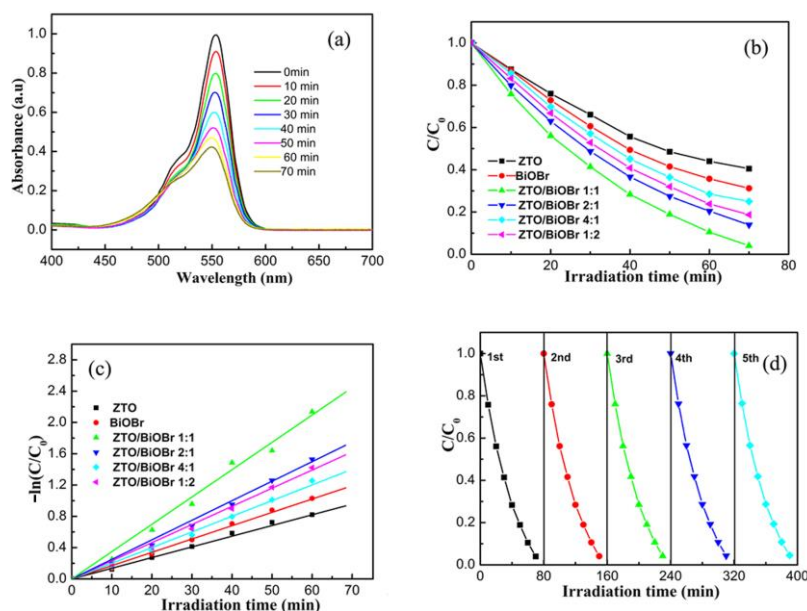 (a)
Absorbance (a.u)
1.0
0.8
0.6
0.4
0.2
0.0
0min
10 min
20 min
30 min
40 min
50 min
60 min
70 min
400 450 500 550 600 650 700
Wavelength (nm)
(b)
C/C0
1.0
0.8
0.6
0.4
0.2
0.0
ZTO
BiOBr
ZTO/BiOBr 1:1
ZTO/BiOBr 2:1
ZTO/BiOBr 4:1
ZTO/BiOBr 1:2
0 20 40 60 80
Irradiation time (min)
(c)
−ln(C/C0)
2.8
2.4
2.0
1.6
1.2
0.8
0.4
0.0
ZTO
BiOBr
ZTO/BiOBr 1:1
ZTO/BiOBr 2:1
ZTO/BiOBr 4:1
ZTO/BiOBr 1:2
0 10 20 30 40 50 60 70
Irradiation time (min)
(d)
C/C0
1.0
0.8
0.6
0.4
0.2
0.0
1st 2nd 3rd 4th 5th
0 80 160 240 320 400
Irradiation time (min)